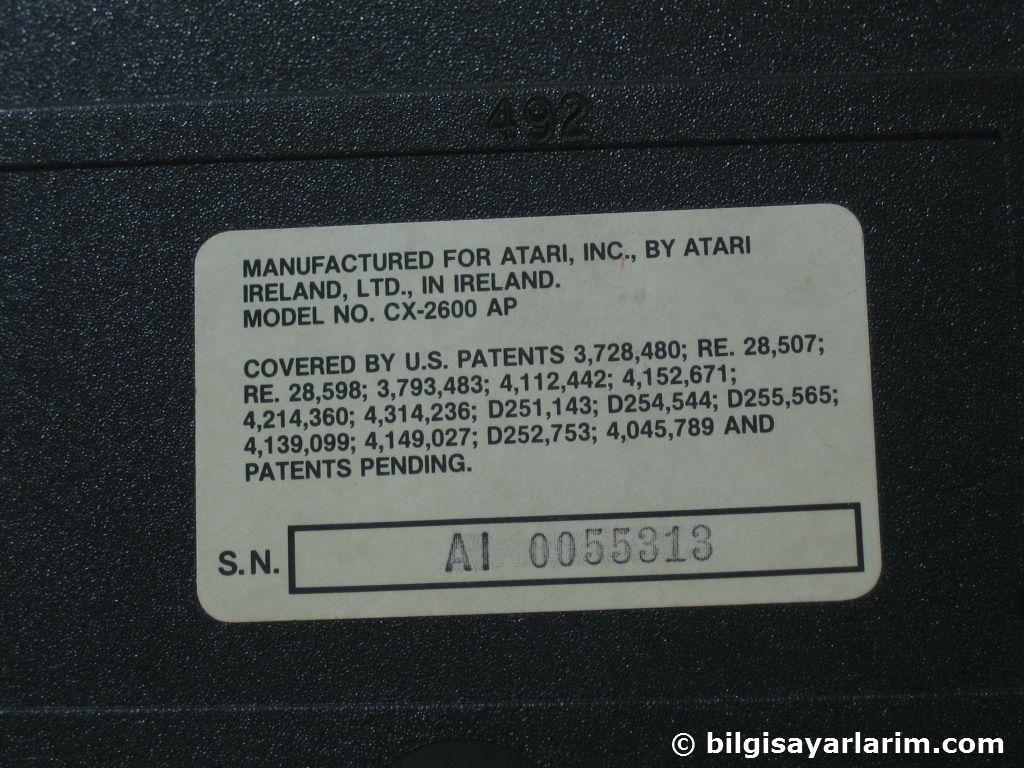 492
MANUFACTURED FOR ATARI, INC., BY ATARI
IRELAND, LTD., IN IRELAND.
MODEL NO. CX-2600 AP
COVERED BY U.S. PATENTS 3,728,480; RE. 28,507;
RE. 28,598; 3,793,483; 4,112,442; 4,152,671;
4,214,360; 4,314,236; D251,143; D254,544; D255,565;
4,139,099; 4,149,027; D252,753; 4,045,789 AND
PATENTS PENDING.
S.N. AI 0055313
© bilgisayarlarim.com